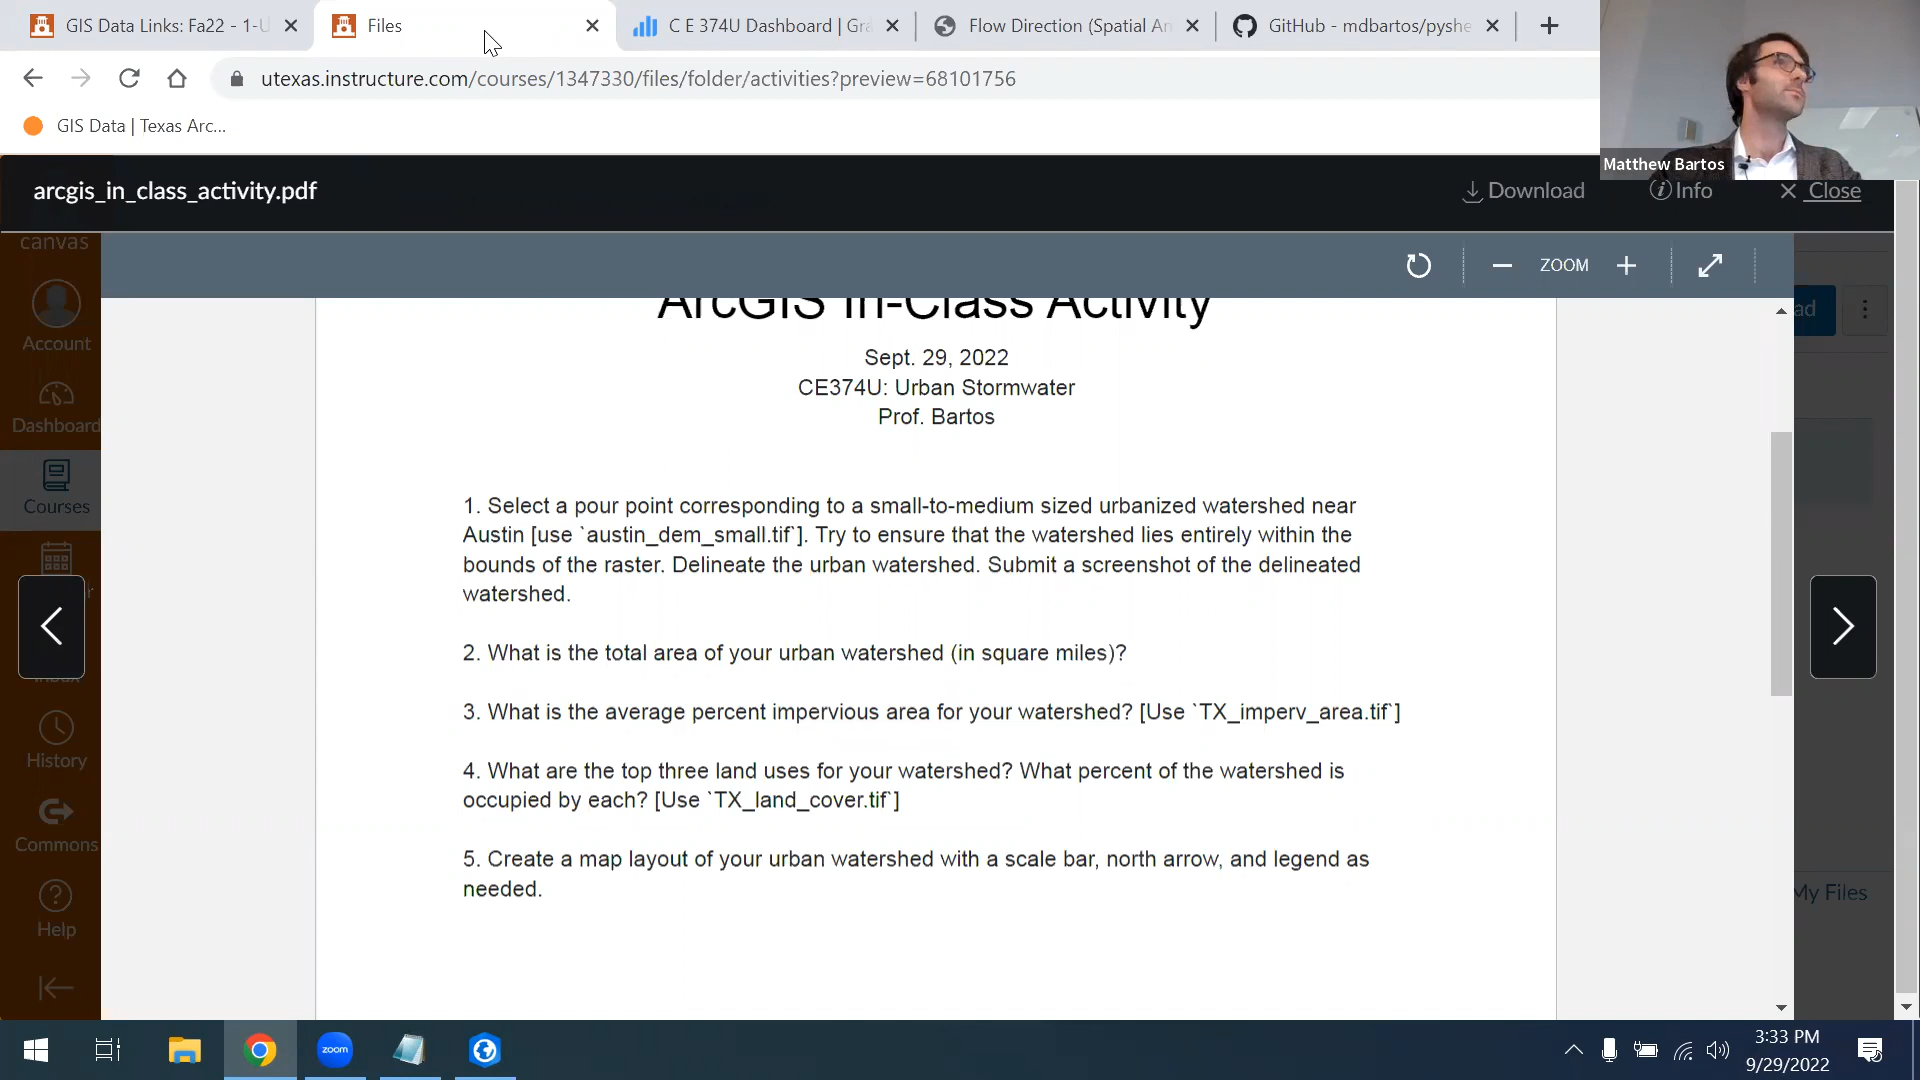 GIS Data Links: Fa22 - 1-U
Files
C E 374U Dashboard | Gra
Flow Direction (Spatial An
GitHub - mdbartos/pyshe
utexas.instructure.com/courses/1347330/files/folder/activities?preview=68101756
GIS Data | Texas Arc...
Matthew Bartos
arcgis_in_class_activity.pdf
Download
Info
Close
canvas
ZOOM
Account
Dashboard
Courses
History
Commons
Help
ad
My Files
ArcGIS In-Class Activity
Sept. 29, 2022
CE374U: Urban Stormwater
Prof. Bartos
1. Select a pour point corresponding to a small-to-medium sized urbanized watershed near
Austin [use `austin_dem_small.tif`]. Try to ensure that the watershed lies entirely within the
bounds of the raster. Delineate the urban watershed. Submit a screenshot of the delineated
watershed.
2. What is the total area of your urban watershed (in square miles)?
3. What is the average percent impervious area for your watershed? [Use `TX_imperv_area.tif`]
4. What are the top three land uses for your watershed? What percent of the watershed is
occupied by each? [Use `TX_land_cover.tif`]
5. Create a map layout of your urban watershed with a scale bar, north arrow, and legend as
needed.
zoom
3:33 PM
9/29/2022